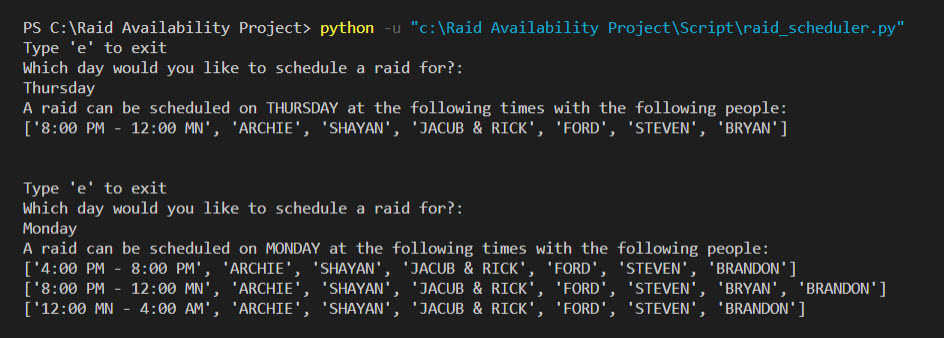 PS C:\Raid Availability Project> python -u "c:\Raid Availability Project\Script\raid_scheduler.py"
Type 'e' to exit
Which day would you like to schedule a raid for?:
Thursday
A raid can be scheduled on THURSDAY at the following times with the following people:
['8:00 PM - 12:00 MN', 'ARCHIE', 'SHAYAN', 'JACUB & RICK', 'FORD', 'STEVEN', 'BRYAN']
Type 'e' to exit
Which day would you like to schedule a raid for?:
Monday
A raid can be scheduled on MONDAY at the following times with the following people:
['4:00 PM - 8:00 PM', 'ARCHIE', 'SHAYAN', 'JACUB & RICK', 'FORD', 'STEVEN', 'BRANDON']
['8:00 PM - 12:00 MN', 'ARCHIE', 'SHAYAN', 'JACUB & RICK', 'FORD', 'STEVEN', 'BRYAN', 'BRANDON']
['12:00 MN - 4:00 AM', 'ARCHIE', 'SHAYAN', 'JACUB & RICK', 'FORD', 'STEVEN', 'BRANDON']